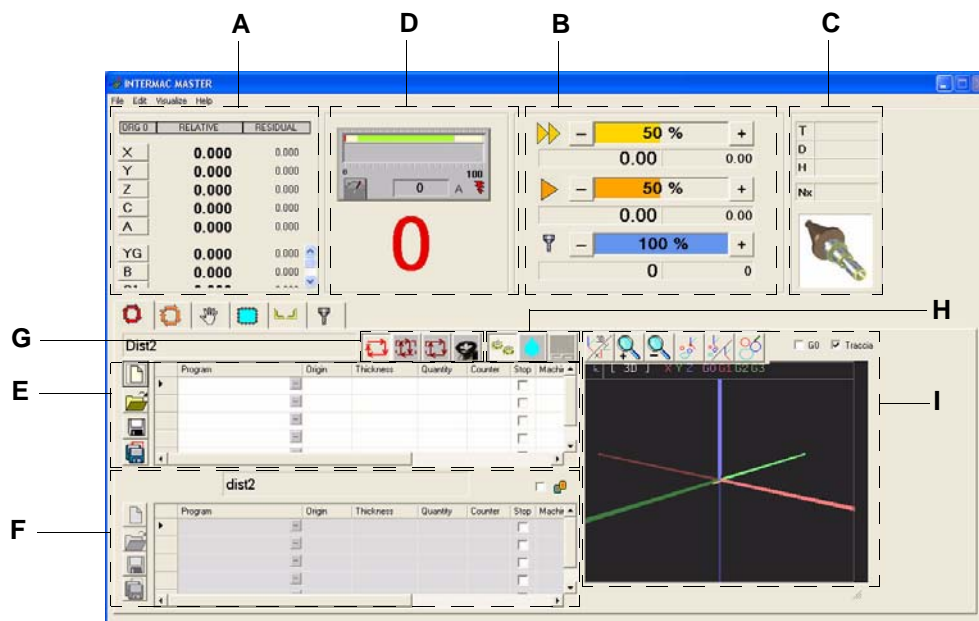 A D B C
INTERMAC MASTER
File Edit Visualize Help
ORG 0 RELATIVE RESIDUAL
X 0.000 0.000
Y 0.000 0.000
Z 0.000 0.000
C 0.000 0.000
A 0.000 0.000
YG 0.000 0.000
B 0.000 0.000
0 100
0 A
0
50 %
0.00 0.00
50 %
0.00 0.00
100 %
0 0
T
D
H
Nx
G H
Dist2
G0 Traccia
E I
Program Origin Thickness Quantity Counter Stop Machi
[ 3D ] X Y Z G0 G1 G2 G3
F
dist2
Program Origin Thickness Quantity Counter Stop Machi